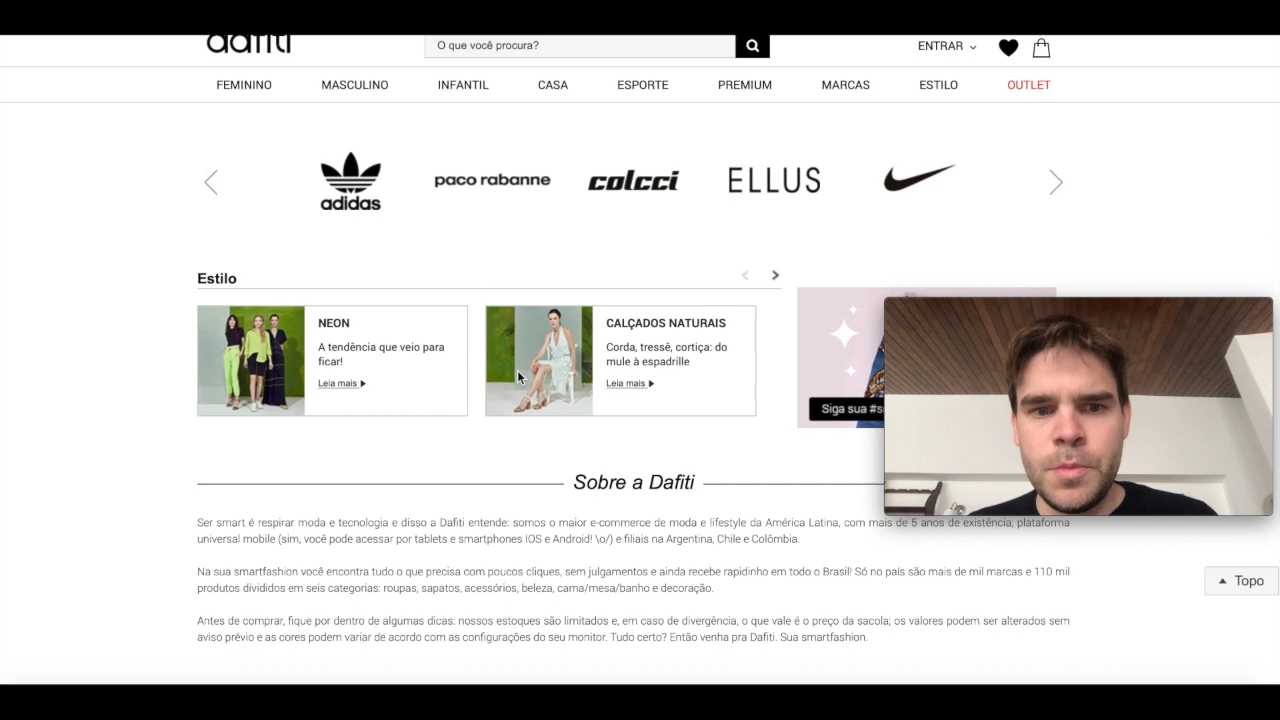 dafiti
O que você procura?
ENTRAR
FEMININO MASCULINO INFANTIL CASA ESPORTE PREMIUM MARCAS ESTILO OUTLET
adidas paco rabanne colcci ELLUS
Estilo
NEON
A tendência que veio para
ficar!
Leia mais
CALÇADOS NATURAIS
Corda, tressê, cortiça: do
mule à espadrille
Leia mais
Siga sua
Sobre a Dafiti
Ser smart é respirar moda e tecnologia e disso a Dafiti entende: somos o maior e-commerce de moda e lifestyle da América Latina, com mais de 5 anos de existência, plataforma
universal mobile (sim, você pode acessar por tablets e smartphones IOS e Android! \o/) e filiais na Argentina, Chile e Colômbia.
Na sua smartfashion você encontra tudo o que precisa com poucos cliques, sem julgamentos e ainda recebe rapidinho em todo o Brasil! Só no país são mais de mil marcas e 110 mil
produtos divididos em seis categorias: roupas, sapatos, acessórios, beleza, cama/mesa/banho e decoração.
Antes de comprar, fique por dentro de algumas dicas: nossos estoques são limitados e, em caso de divergência, o que vale é o preço da sacola; os valores podem ser alterados sem
aviso prévio e as cores podem variar de acordo com as configurações do seu monitor. Tudo certo? Então venha pra Dafiti. Sua smartfashion.
Topo